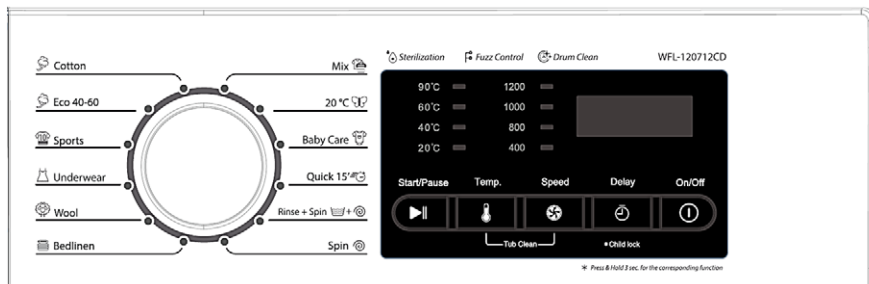 Sterilization Fuzz Control Drum Clean WFL-120712CD
Cotton Mix
Eco 40-60 20 °C
Sports Baby Care
Underwear Quick 15'
Wool Rinse + Spin +
Bedlinen Spin
90°C 1200
60°C 1000
40°C 800
20°C 400
Start/Pause Temp. Speed Delay On/Off
Tub Clean • Child lock
* Press & Hold 3 sec. for the corresponding function